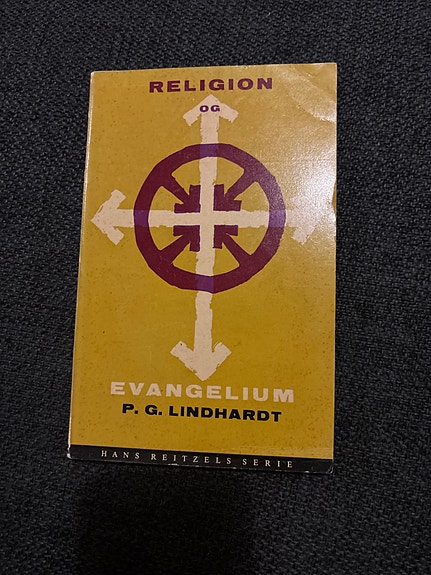 RELIGION
OG
EVANGELIUM
P. G. LINDHARDT
HANS REITZELS SERIE